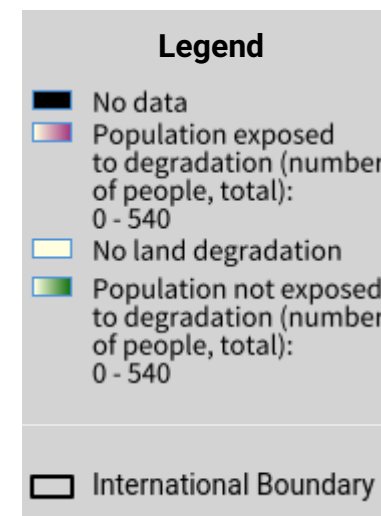 Legend
No data
Population exposed
to degradation (number
of people, total):
0 - 540
No land degradation
Population not exposed
to degradation (number
of people, total):
0 - 540
International Boundary